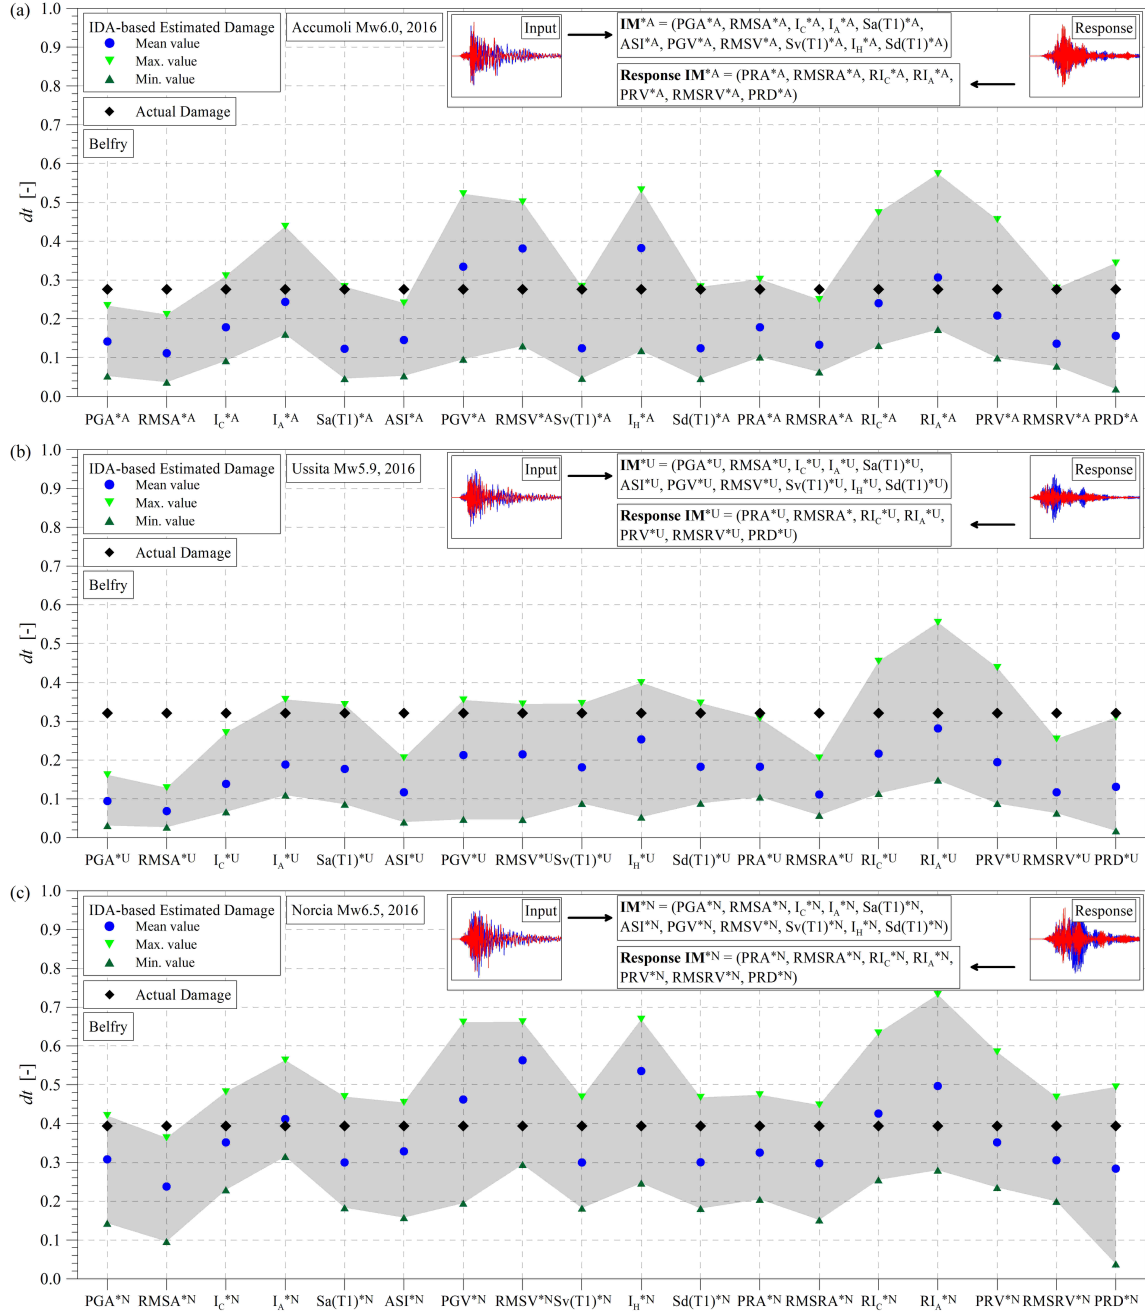 (a)
1.0
0.9
0.8
0.7
0.6
0.5
0.4
0.3
0.2
0.1
0.0
dt [-]
IDA-based Estimated Damage
Mean value
Max. value
Min. value
Actual Damage
Belfry
Accumoli Mw6.0, 2016
Input
IM*A = (PGA*A, RMSA*A, IC*A, IA*A, Sa(T1)*A,
ASI*A, PGV*A, RMSV*A, Sv(T1)*A, IH*A, Sd(T1)*A)
Response IM*A = (PRA*A, RMSRA*A, RIC*A, RIA*A,
PRV*A, RMSRV*A, PRD*A)
Response
PGA*A RMSA*A IC*A IA*A Sa(T1)*A ASI*A PGV*A RMSV*A Sv(T1)*A IH*A Sd(T1)*A PRA*A RMSRA*A RIC*A RIA*A PRV*A RMSRV*A PRD*A
(b)
1.0
0.9
0.8
0.7
0.6
0.5
0.4
0.3
0.2
0.1
0.0
dt [-]
IDA-based Estimated Damage
Mean value
Max. value
Min. value
Actual Damage
Belfry
Ussita Mw5.9, 2016
Input
IM*U = (PGA*U, RMSA*U, IC*U, IA*U, Sa(T1)*U,
ASI*U, PGV*U, RMSV*U, Sv(T1)*U, IH*U, Sd(T1)*U)
Response IM*U = (PRA*U, RMSRA*, RIC*U, RIA*U,
PRV*U, RMSRV*U, PRD*U)
Response
PGA*U RMSA*U IC*U IA*U Sa(T1)*U ASI*U PGV*U RMSV*U Sv(T1)*U IH*U Sd(T1)*U PRA*U RMSRA*U RIC*U RIA*U PRV*U RMSRV*U PRD*U
(c)
1.0
0.9
0.8
0.7
0.6
0.5
0.4
0.3
0.2
0.1
0.0
dt [-]
IDA-based Estimated Damage
Mean value
Max. value
Min. value
Actual Damage
Belfry
Norcia Mw6.5, 2016
Input
IM*N = (PGA*N, RMSA*N, IC*N, IA*N, Sa(T1)*N,
ASI*N, PGV*N, RMSV*N, Sv(T1)*N, IH*N, Sd(T1)*N)
Response IM*N = (PRA*N, RMSRA*N, RIC*N, RIA*N,
PRV*N, RMSRV*N, PRD*N)
Response
PGA*N RMSA*N IC*N IA*N Sa(T1)*N ASI*N PGV*N RMSV*N Sv(T1)*N IH*N Sd(T1)*N PRA*N RMSRA*N RIC*N RIA*N PRV*N RMSRV*N PRD*N